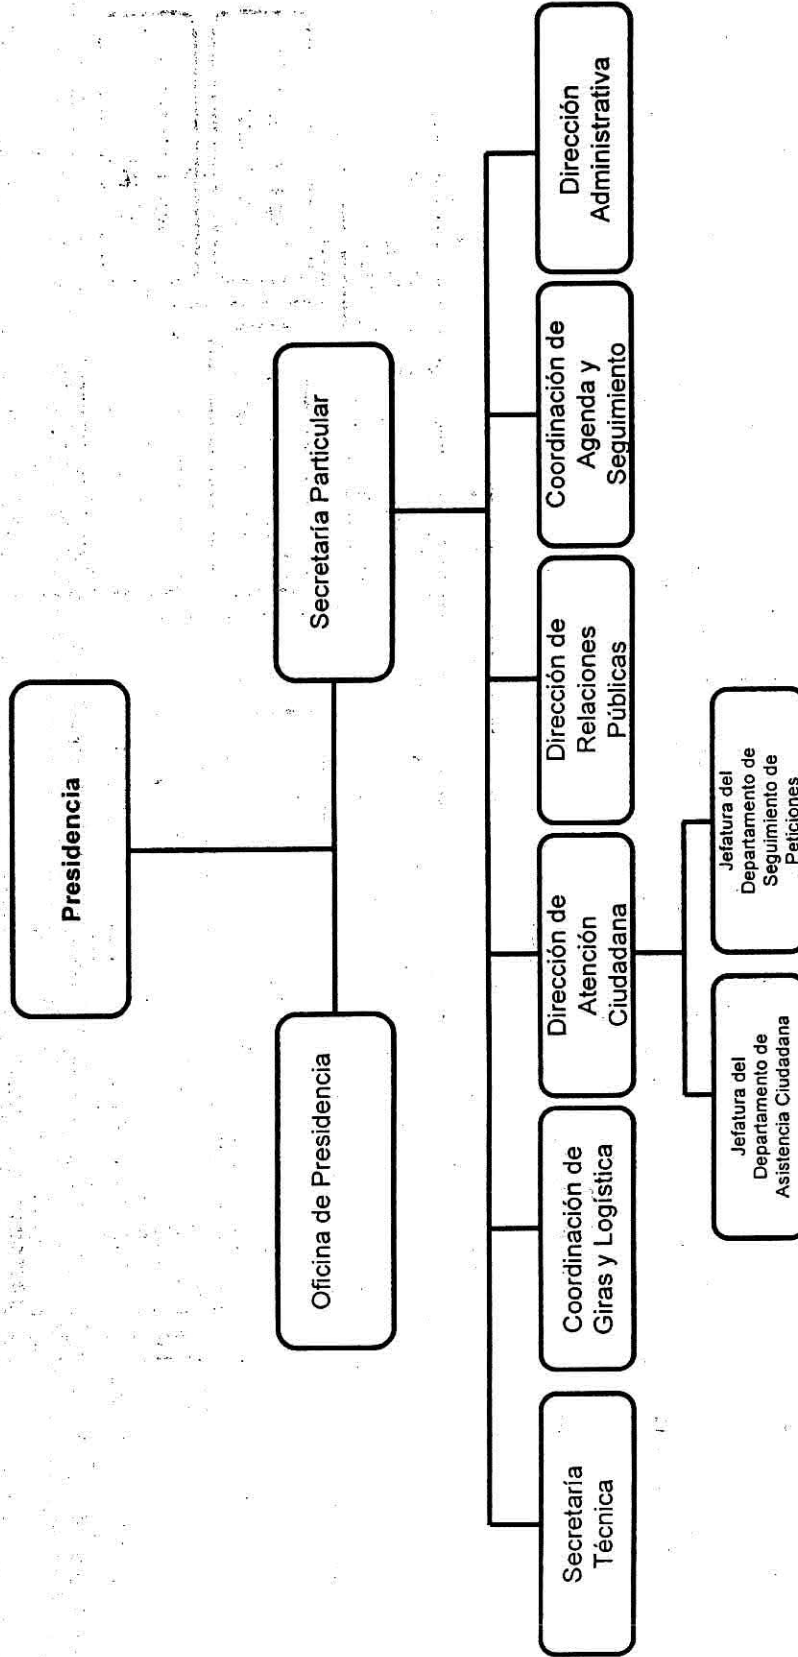 Presidencia
Oficina de Presidencia
Secretaría Particular
Secretaría
Técnica
Coordinación de
Giras y Logística
Dirección de
Atención
Ciudadana
Dirección de
Relaciones
Públicas
Coordinación de
Agenda y
Seguimiento
Dirección
Administrativa
Jefatura del
Departamento de
Asistencia Ciudadana
Jefatura del
Departamento de
Seguimiento de
Peticiones